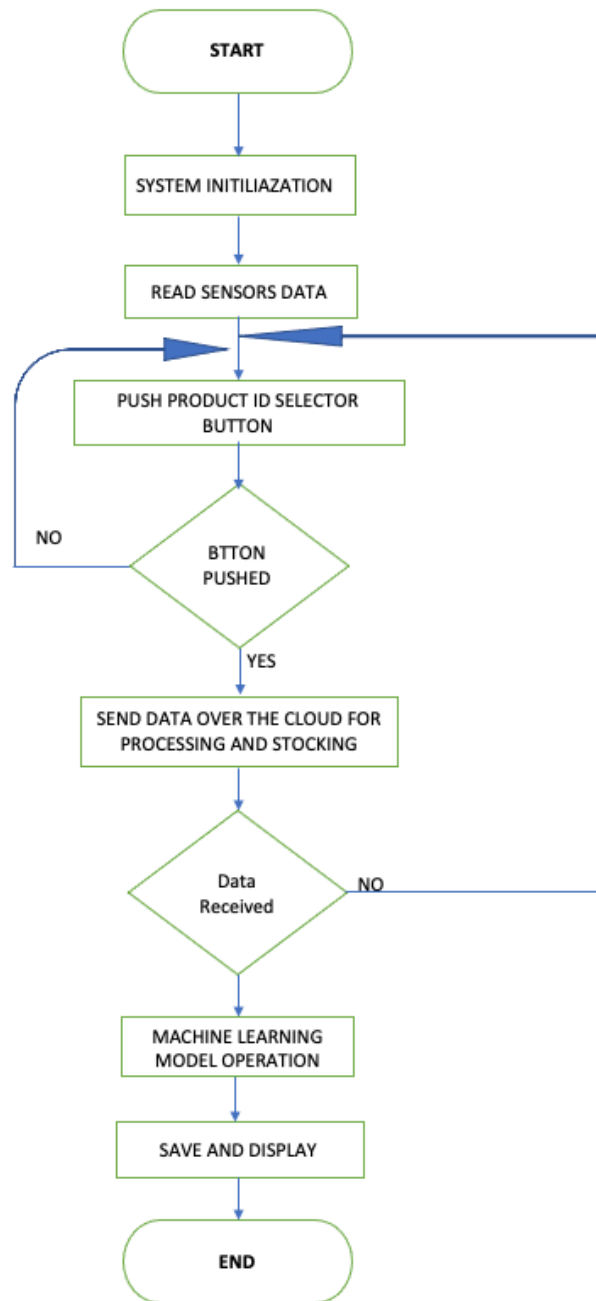 START
SYSTEM INITILIAZATION
READ SENSORS DATA
PUSH PRODUCT ID SELECTOR
BUTTON
NO
BTTON
PUSHED
YES
SEND DATA OVER THE CLOUD FOR
PROCESSING AND STOCKING
Data
Received
NO
MACHINE LEARNING
MODEL OPERATION
SAVE AND DISPLAY
END